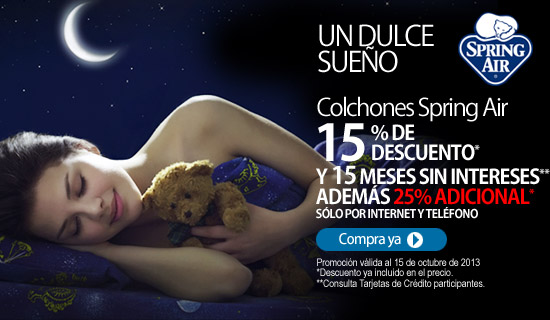 UN DULCE
SUEÑO
SPRING
AIR
®
Colchones Spring Air
15 % DE
DESCUENTO*
Y 15 MESES SIN INTERESES**
ADEMÁS 25% ADICIONAL*
SÓLO POR INTERNET Y TELÉFONO
Compra ya
Promoción válida al 15 de octubre de 2013
*Descuento ya incluido en el precio.
**Consulta Tarjetas de Crédito participantes.